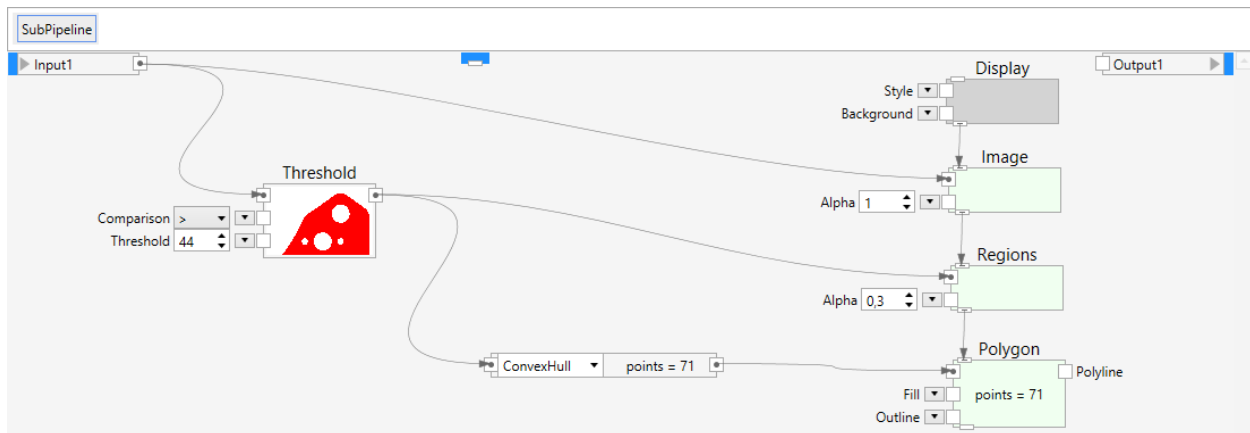 SubPipeline
Input1
Output1
Display
Style
Background
Image
Threshold
Alpha 1
Comparison >
Threshold 44
Regions
Alpha 0,3
Polygon
ConvexHull points = 71
Polyline
Fill points = 71
Outline